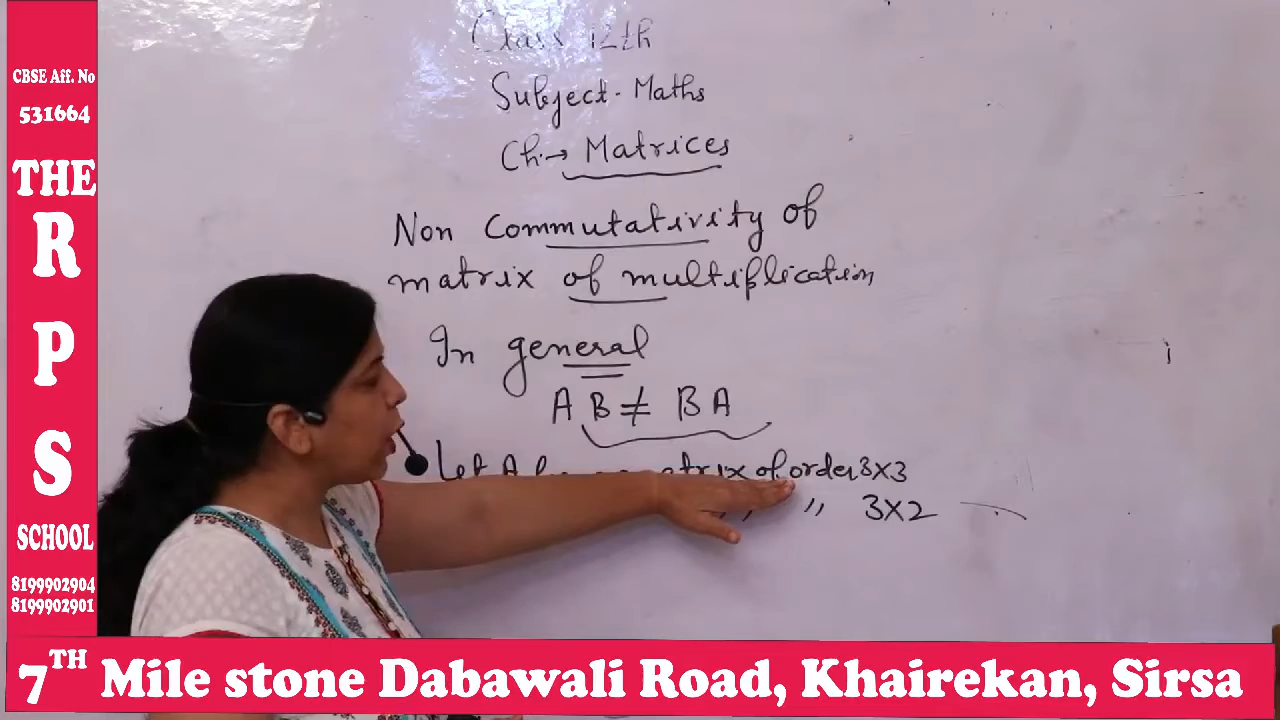 CBSE Aff. No
531664
THE
R
P
S
SCHOOL
8199902904
8199902901
Class 12th
Subject - Maths
Ch → Matrices
Non Commutativity of
matrix of multiplication
In general
AB ≠ BA
Let A of order 3X3
" 3X2
7TH Mile stone Dabawali Road, Khairekan, Sirsa